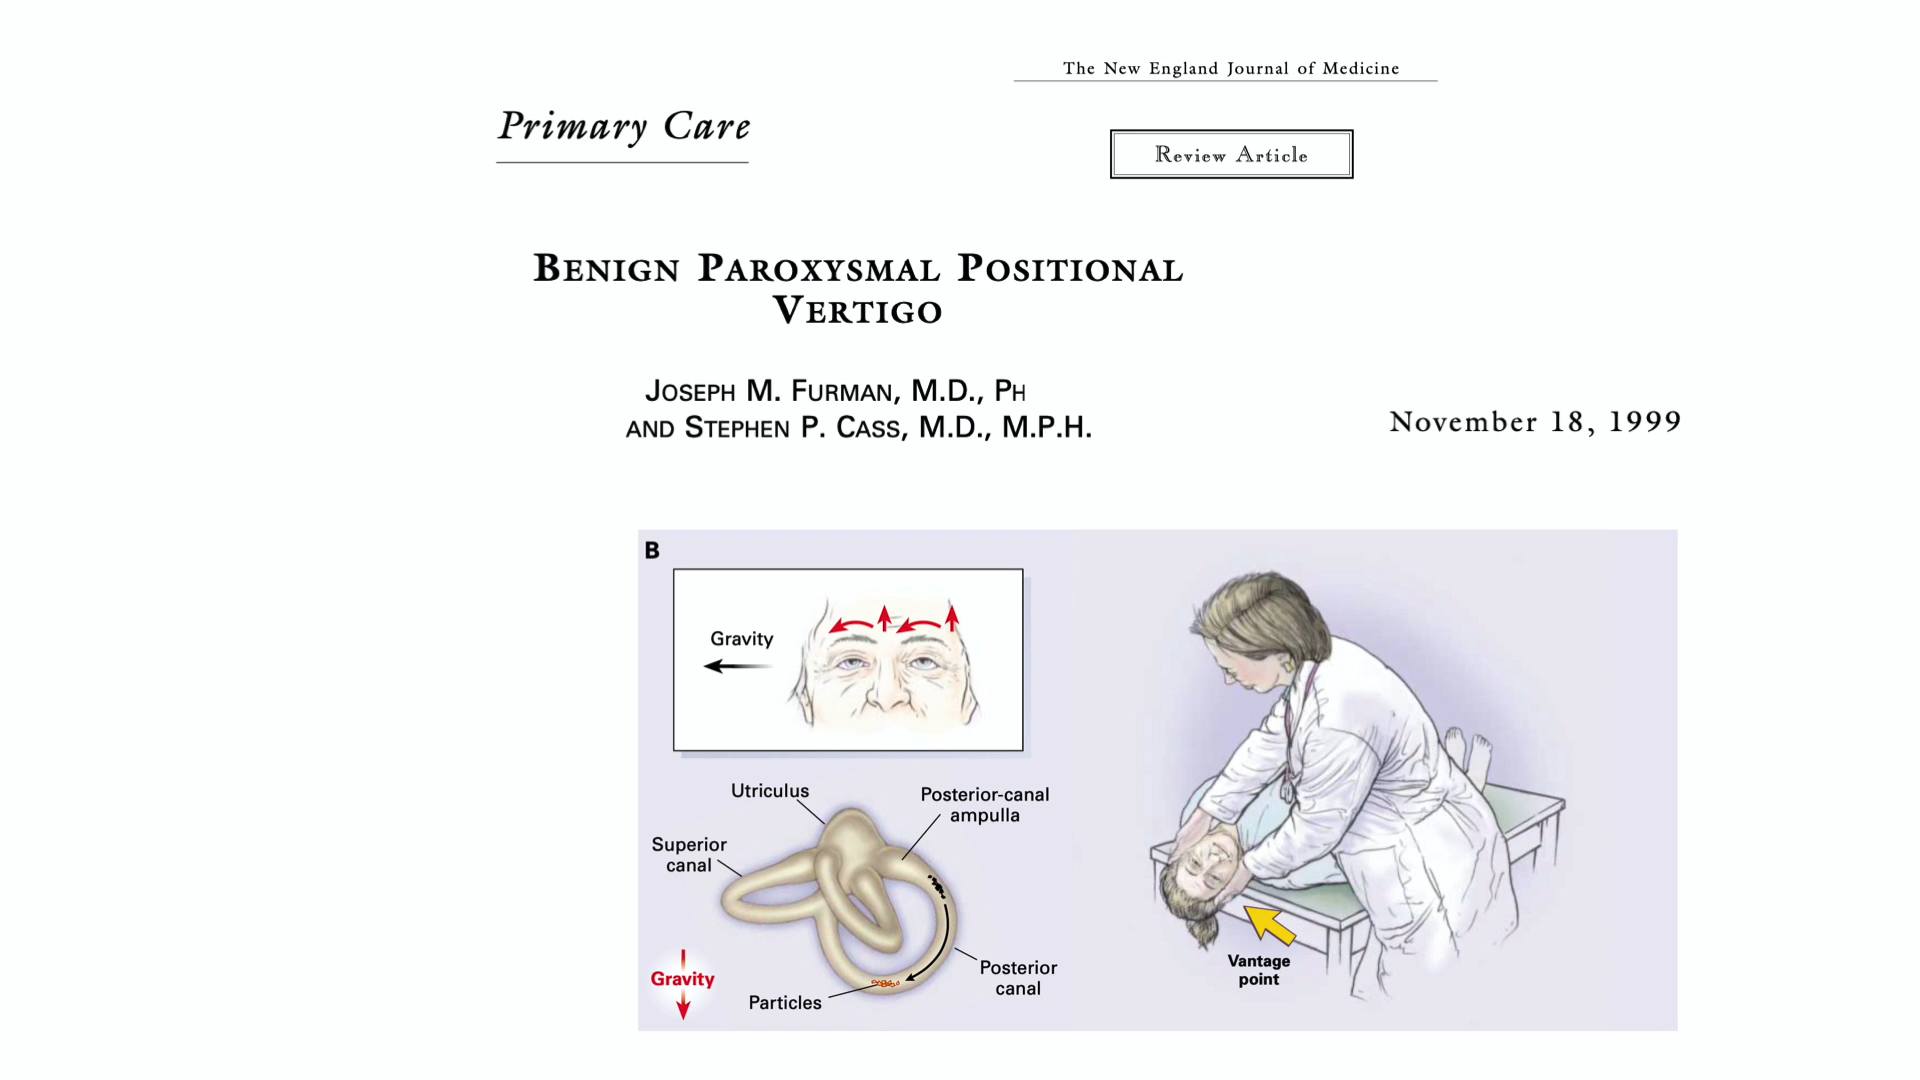 The New England Journal of Medicine
Primary Care
Review Article
BENIGN PAROXYSMAL POSITIONAL
VERTIGO
JOSEPH M. FURMAN, M.D., PH
AND STEPHEN P. CASS, M.D., M.P.H.
November 18, 1999
B
Gravity
Utriculus
Posterior-canal
ampulla
Superior
canal
Gravity
Particles
Posterior
canal
Vantage
point